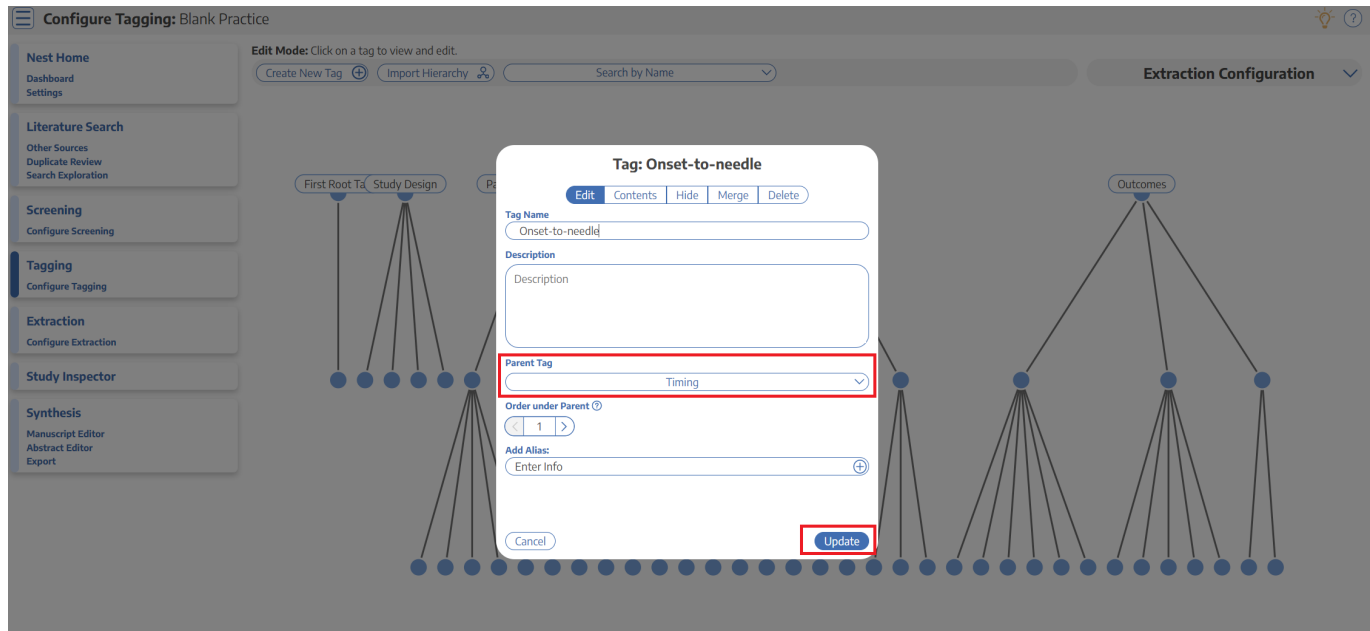 Configure Tagging: Blank Practice
Nest Home
Dashboard
Settings
Literature Search
Other Sources
Duplicate Review
Search Exploration
Screening
Configure Screening
Tagging
Configure Tagging
Extraction
Configure Extraction
Study Inspector
Synthesis
Manuscript Editor
Abstract Editor
Export
Edit Mode: Click on a tag to view and edit.
Create New Tag
Import Hierarchy
Search by Name
Extraction Configuration
First Root Ta
Study Design
Pa
Outcomes
Tag: Onset-to-needle
Edit Contents Hide Merge Delete
Tag Name
Onset-to-needle
Description
Description
Parent Tag
Timing
Order under Parent ?
< 1 >
Add Alias:
Enter Info
Cancel
Update